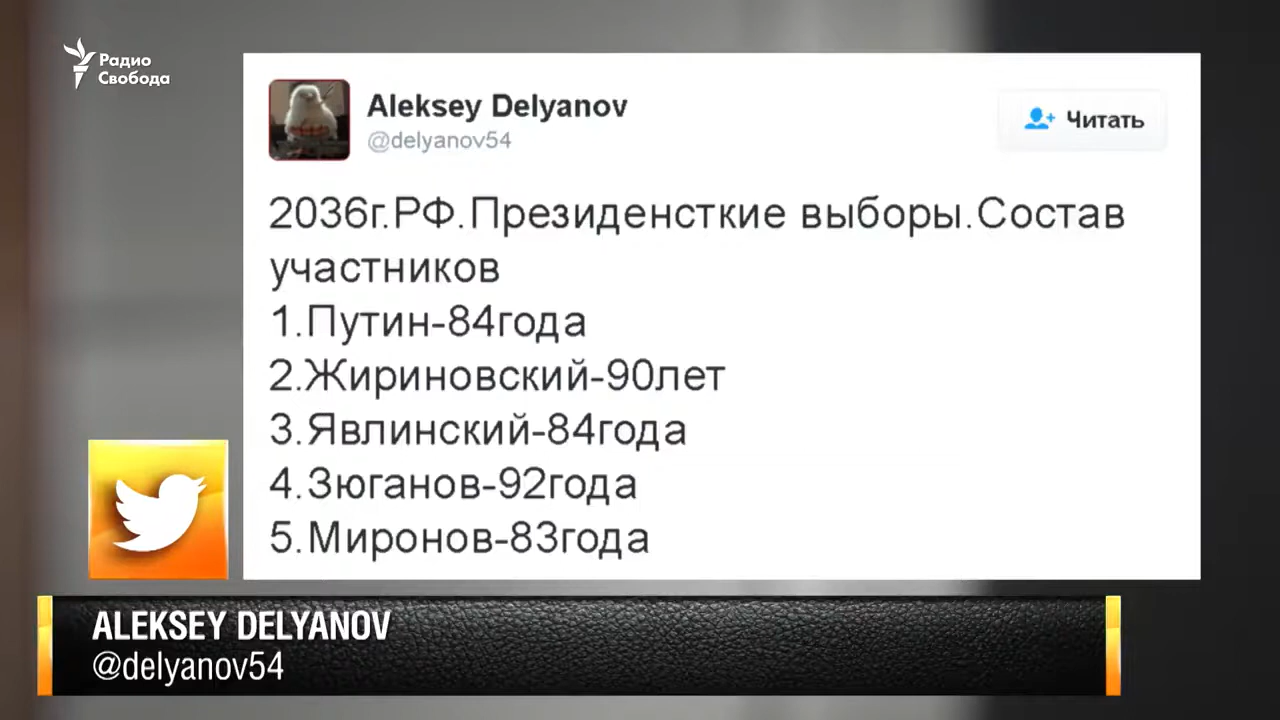 Радио
Свобода
Aleksey Delyanov
@delyanov54
Читать
2036г.РФ.Президенсткие выборы.Состав
участников
1.Путин-84года
2.Жириновский-90лет
3.Явлинский-84года
4.Зюганов-92года
5.Миронов-83года
ALEKSEY DELYANOV
@delyanov54